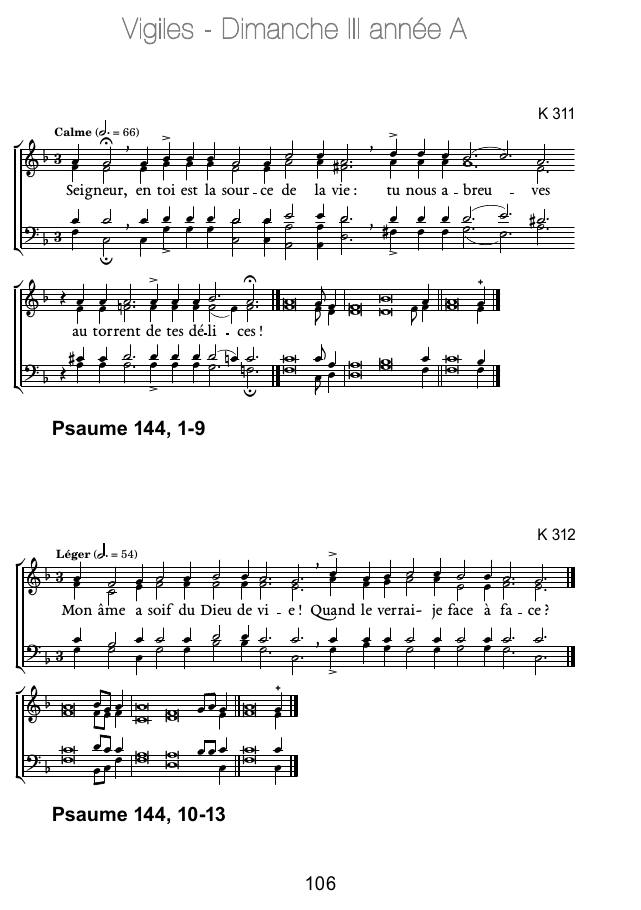 Vigiles - Dimanche III année A
K 311
Calme (𝅗𝅥. = 66)
Seigneur, en toi est la sour - ce de la vie : tu nous a - breu - ves
au torrent de tes dé-li - ces !
Psaume 144, 1-9
K 312
Léger (𝅗𝅥. = 54)
Mon âme a soif du Dieu de vi - e ! Quand le verrai- je face à fa - ce ?
Psaume 144, 10-13
106